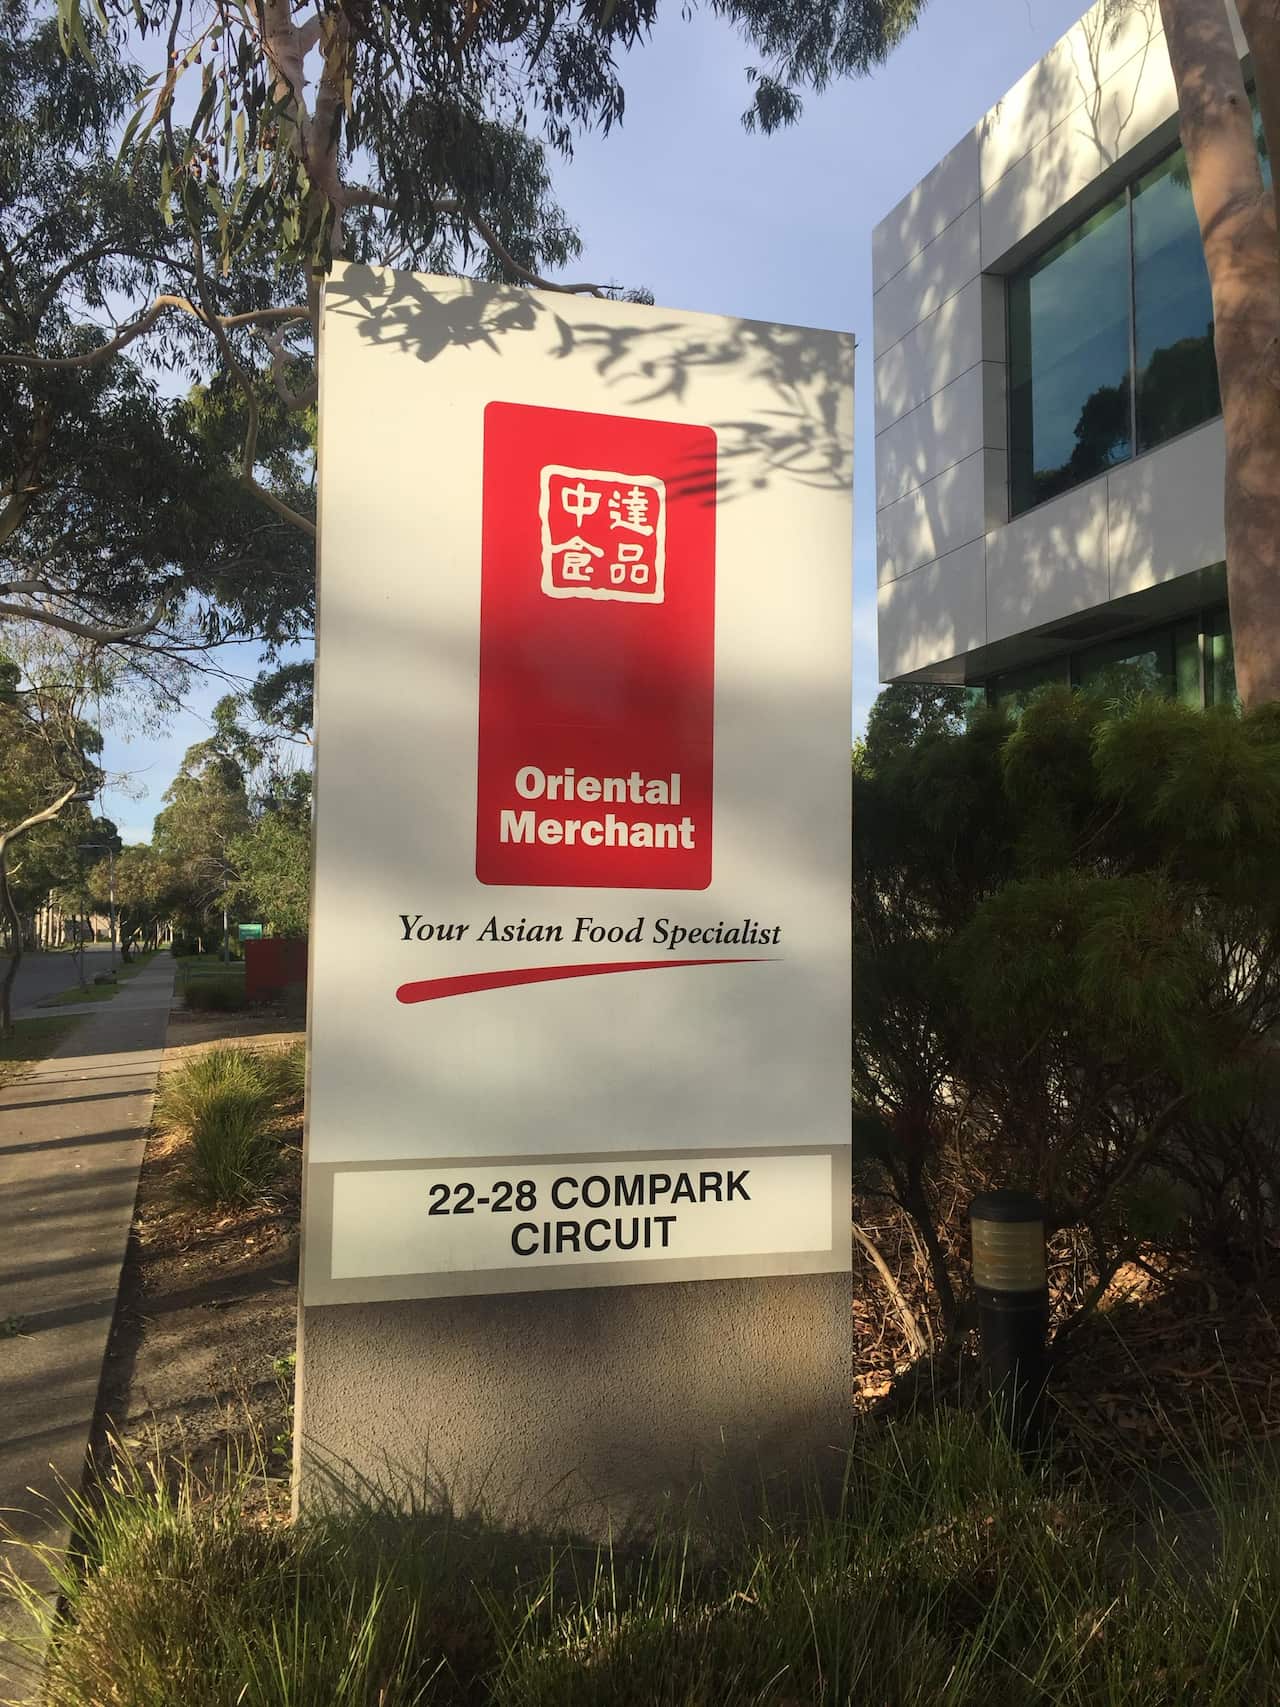 中達
食品
Oriental
Merchant
Your Asian Food Specialist
22-28 COMPARK
CIRCUIT